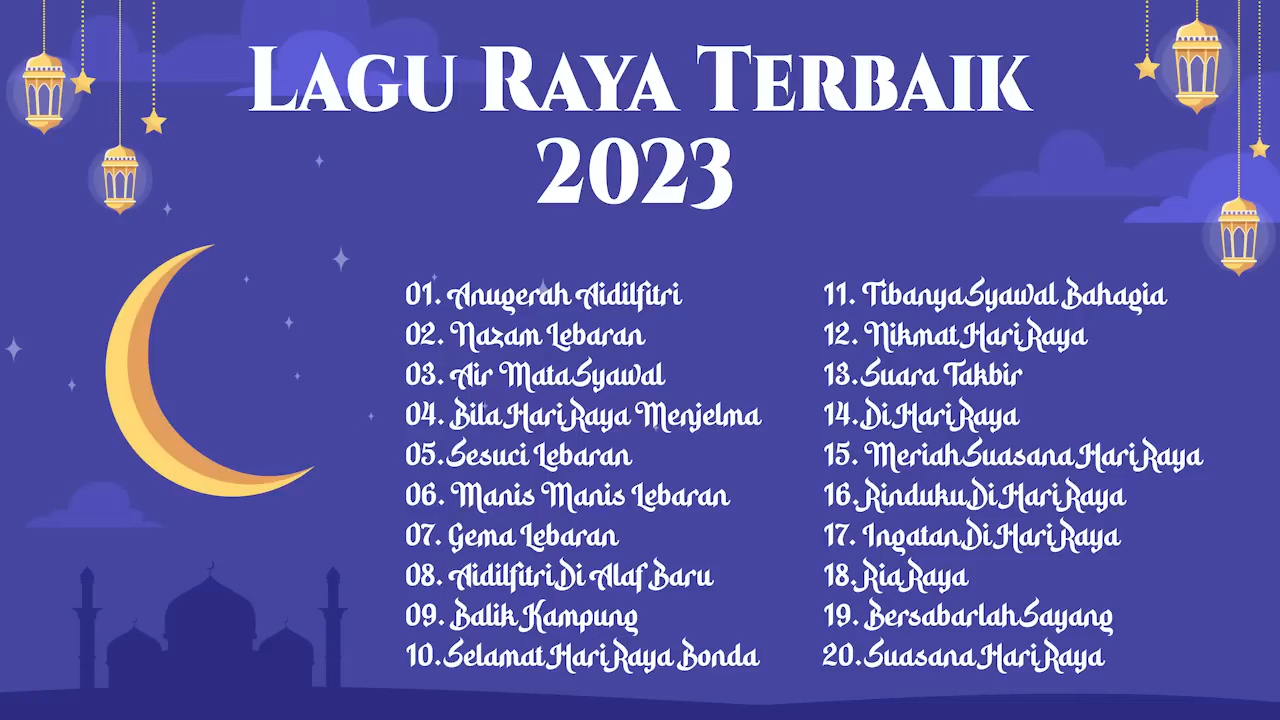 Lagu Raya Terbaik
2023
01. Anugerah Aidilfitri
02. Nazam Lebaran
03. Air Mata Syawal
04. Bila Hari Raya Menjelma
05. Sesuci Lebaran
06. Manis Manis Lebaran
07. Gema Lebaran
08. Aidilfitri Di Alaf Baru
09. Balik Kampung
10. Selamat Hari Raya Bonda
11. Tibanya Syawal Bahagia
12. Nikmat Hari Raya
13. Suara Takbir
14. Di Hari Raya
15. Meriah Suasana Hari Raya
16. Rinduku Di Hari Raya
17. Ingatan Di Hari Raya
18. Ria Raya
19. Bersabarlah Sayang
20. Suasana Hari Raya